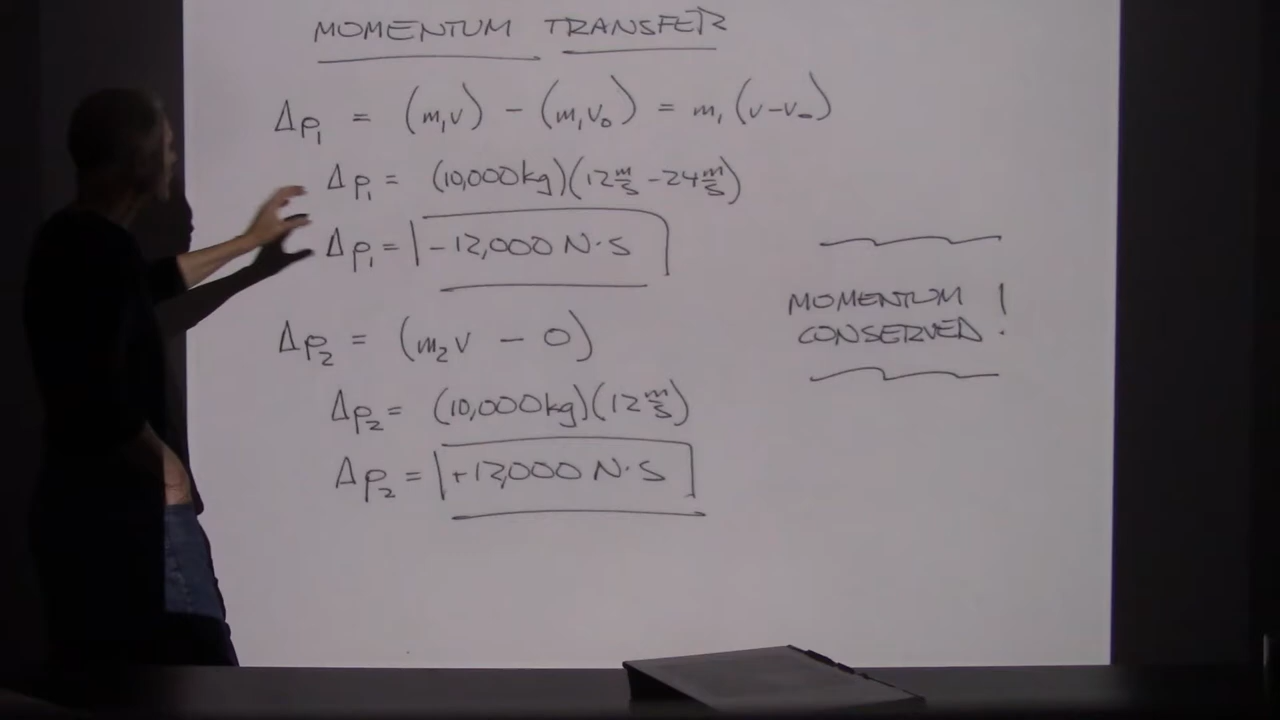 MOMENTUM TRANSFER
Δp₁ = (m₁v) - (m₁v₀) = m₁(v-v₀)
Δp₁ = (10,000kg)(12 m/s - 24 m/s)
Δp₁ = -12,000 N·S
Δp₂ = (m₂v - 0)
Δp₂ = (10,000kg)(12 m/s)
Δp₂ = +12,000 N·S
MOMENTUM
CONSERVED!